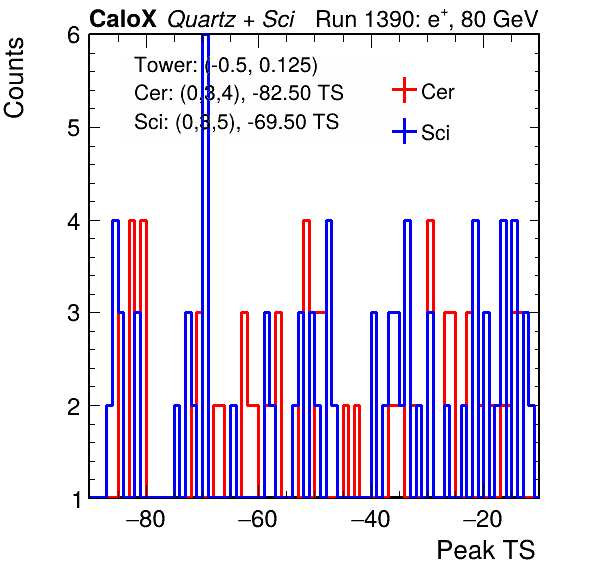 CaloX Quartz + Sci Run 1390: e⁺, 80 GeV
Counts
Tower: (-0.5, 0.125)
Cer: (0,3,4), -82.50 TS
Sci: (0,3,5), -69.50 TS
Cer
Sci
6
5
4
3
2
1
−80 −60 −40 −20
Peak TS